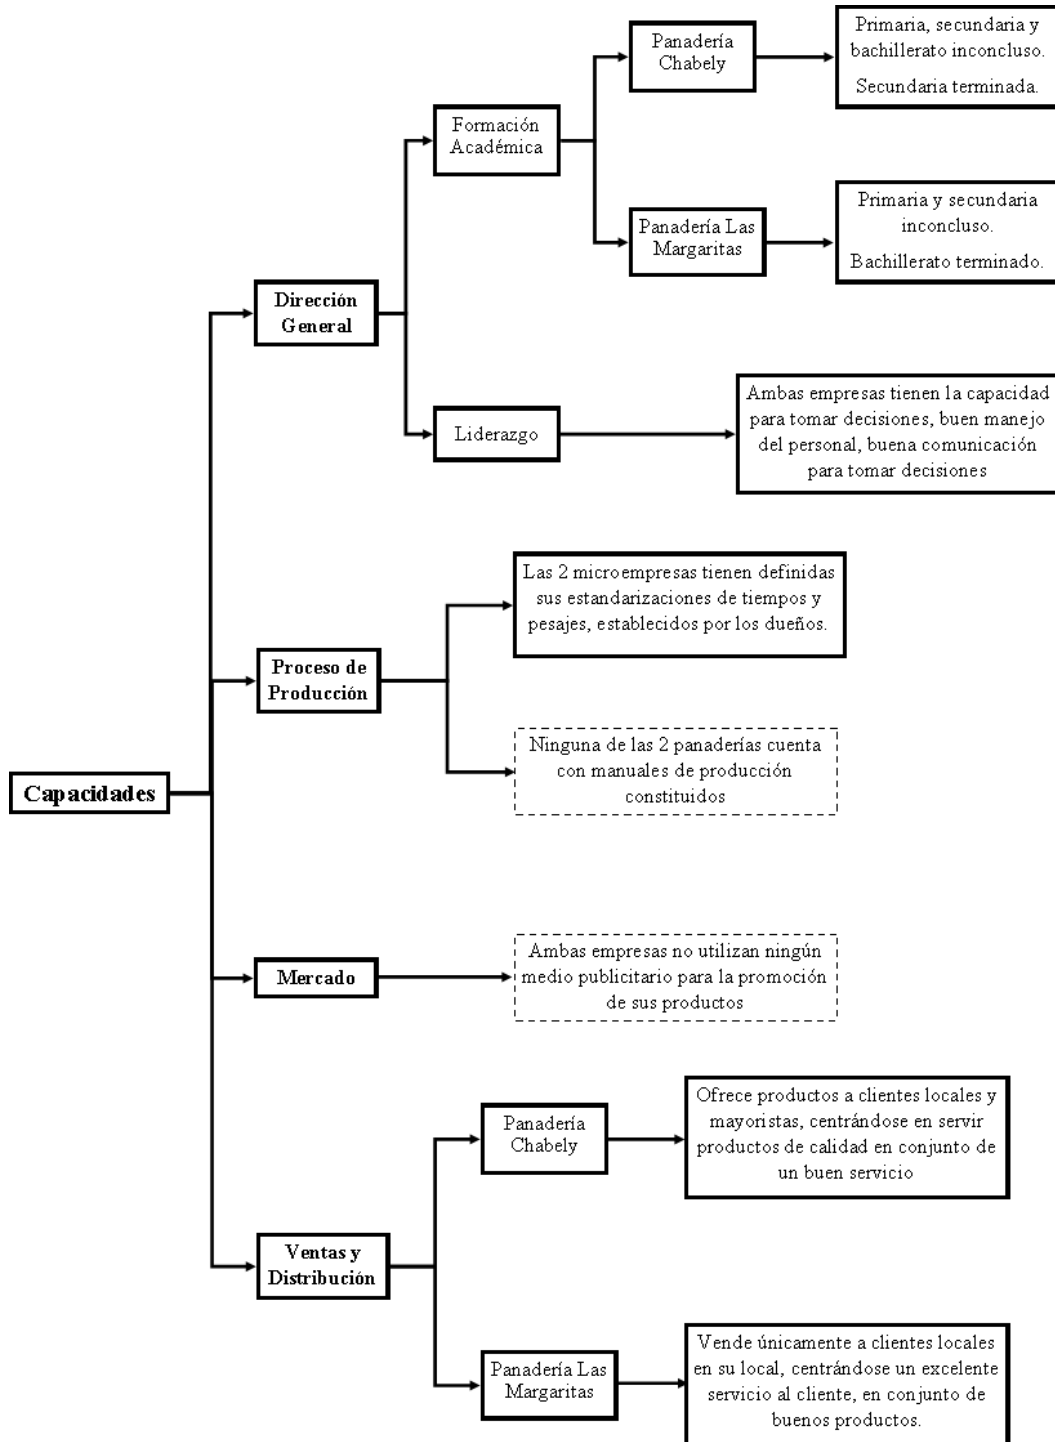 Primaria, secundaria y
bachillerato inconcluso.
Secundaria terminada.
Panadería
Chabely
Formación
Académica
Primaria y secundaria
inconcluso.
Bachillerato terminado.
Panadería Las
Margaritas
Dirección
General
Ambas empresas tienen la capacidad
para tomar decisiones, buen manejo
del personal, buena comunicación
para tomar decisiones
Liderazgo
Las 2 microempresas tienen definidas
sus estandarizaciones de tiempos y
pesajes, establecidos por los dueños.
Proceso de
Producción
Ninguna de las 2 panaderías cuenta
con manuales de producción
constituidos
Capacidades
Ambas empresas no utilizan ningún
medio publicitario para la promoción
de sus productos
Mercado
Ofrece productos a clientes locales y
mayoristas, centrándose en servir
productos de calidad en conjunto de
un buen servicio
Panadería
Chabely
Ventas y
Distribución
Vende únicamente a clientes locales
en su local, centrándose un excelente
servicio al cliente, en conjunto de
buenos productos.
Panadería Las
Margaritas